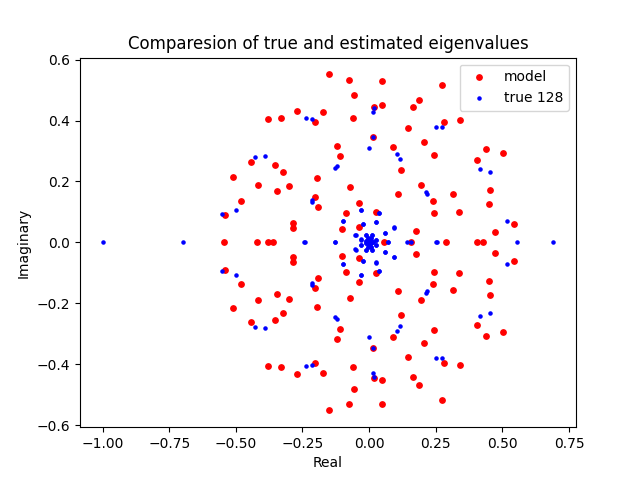 Comparesion of true and estimated eigenvalues
model
true 128
0.6
0.4
0.2
0.0
−0.2
−0.4
−0.6
Imaginary
−1.00 −0.75 −0.50 −0.25 0.00 0.25 0.50 0.75
Real